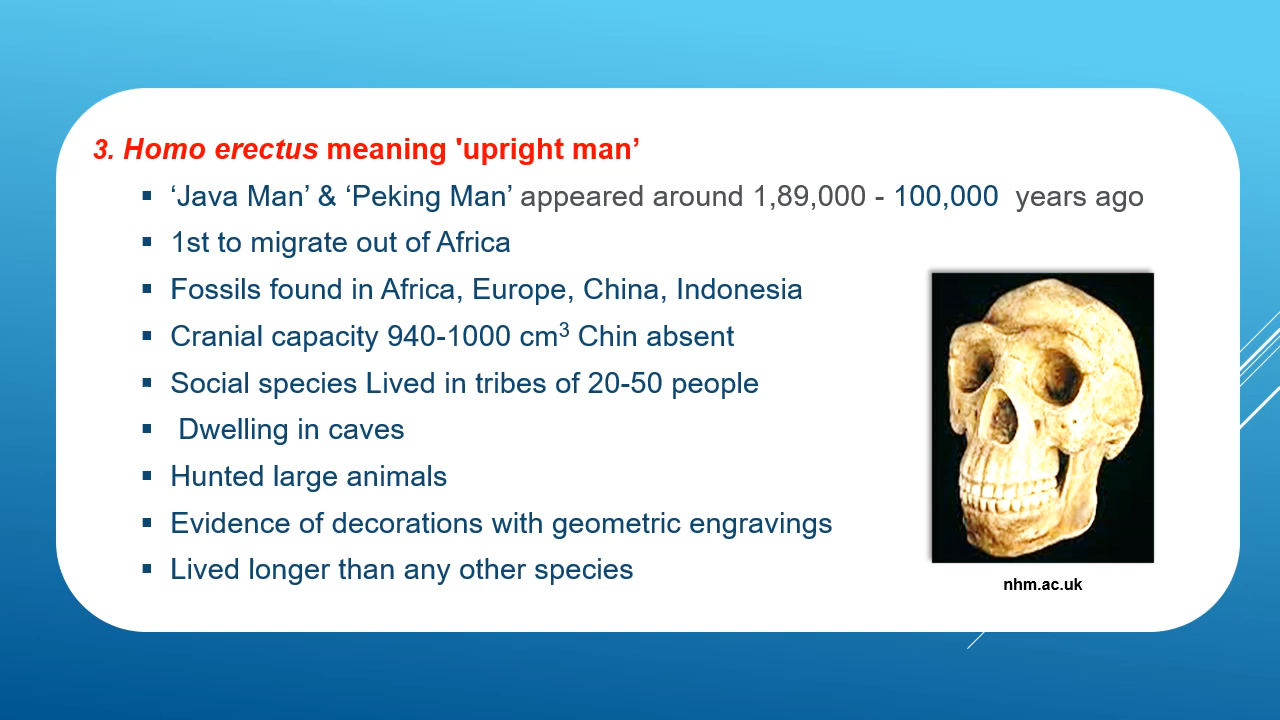 3. Homo erectus meaning 'upright man’
▪ ‘Java Man’ & ‘Peking Man’ appeared around 1,89,000 - 100,000 years ago
▪ 1st to migrate out of Africa
▪ Fossils found in Africa, Europe, China, Indonesia
▪ Cranial capacity 940-1000 cm³ Chin absent
▪ Social species Lived in tribes of 20-50 people
▪ Dwelling in caves
▪ Hunted large animals
▪ Evidence of decorations with geometric engravings
▪ Lived longer than any other species
nhm.ac.uk